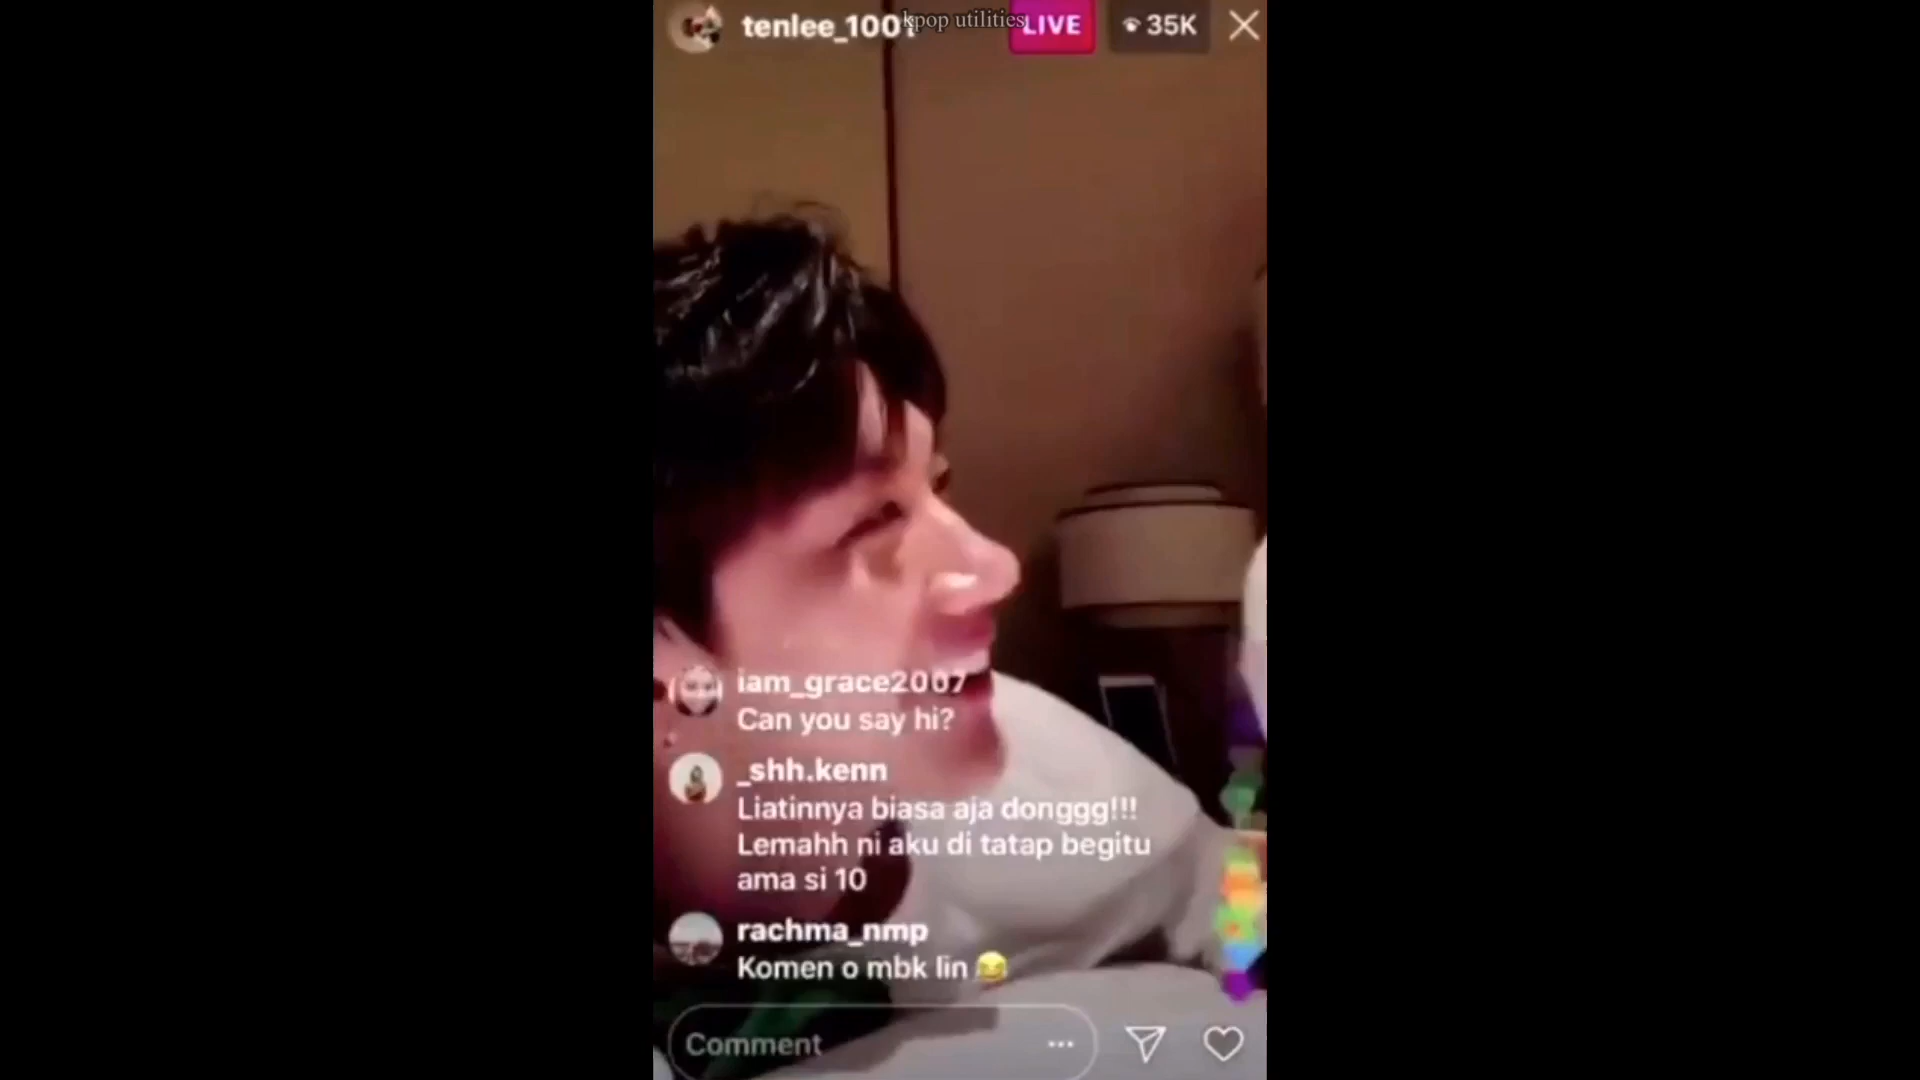 tenlee_1001
kpop utilities
LIVE
35K
iam_grace2007
Can you say hi?
_shh.kenn
Liatinnya biasa aja donggg!!!
Lemahh ni aku di tatap begitu
ama si 10
rachma_nmp
Komen o mbk lin 😂
Comment